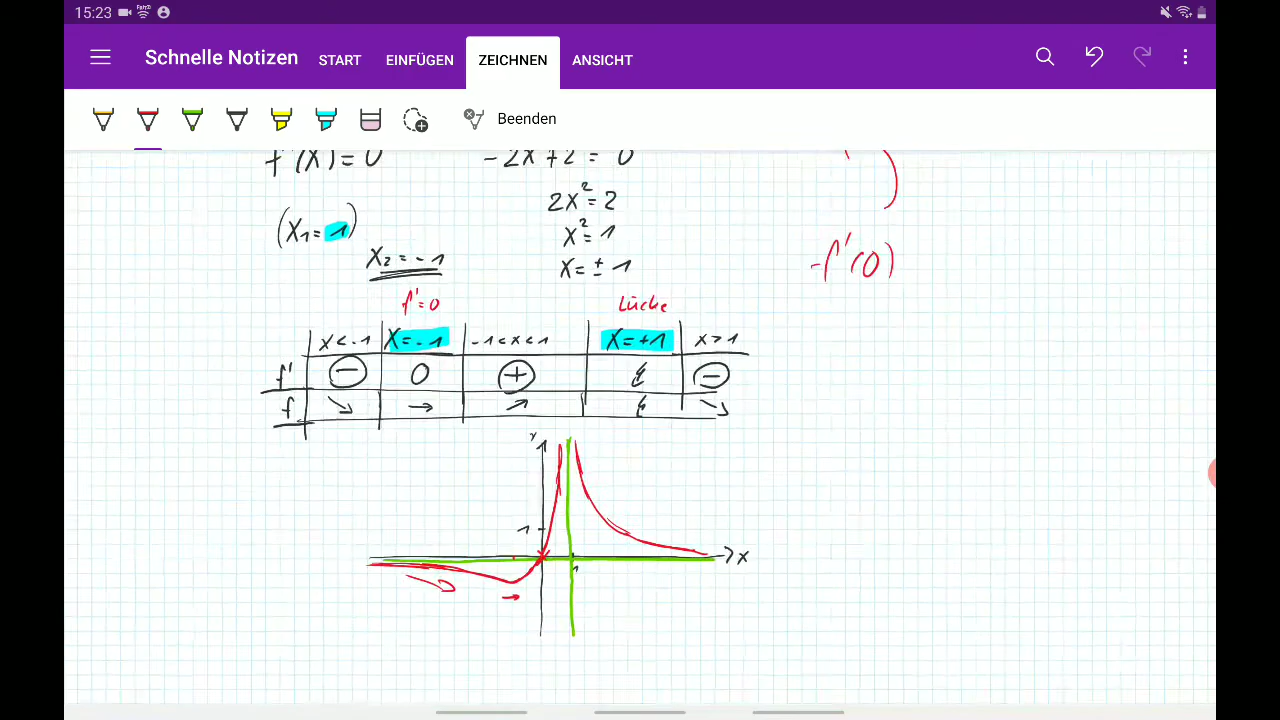 15:23
Schnelle Notizen START EINFÜGEN ZEICHNEN ANSICHT
Beenden
f'(x) = 0 -2x+2 = 0
2x² = 2
(x₁ = 1) x² = 1
x₂ = -1 x = ± 1
-f'(0)
f' = 0 Lücke
x < -1 x = -1 -1 < x < 1 x = +1 x > 1
f' - 0 + -
f ↘ → ↗ ↘
1
x
1